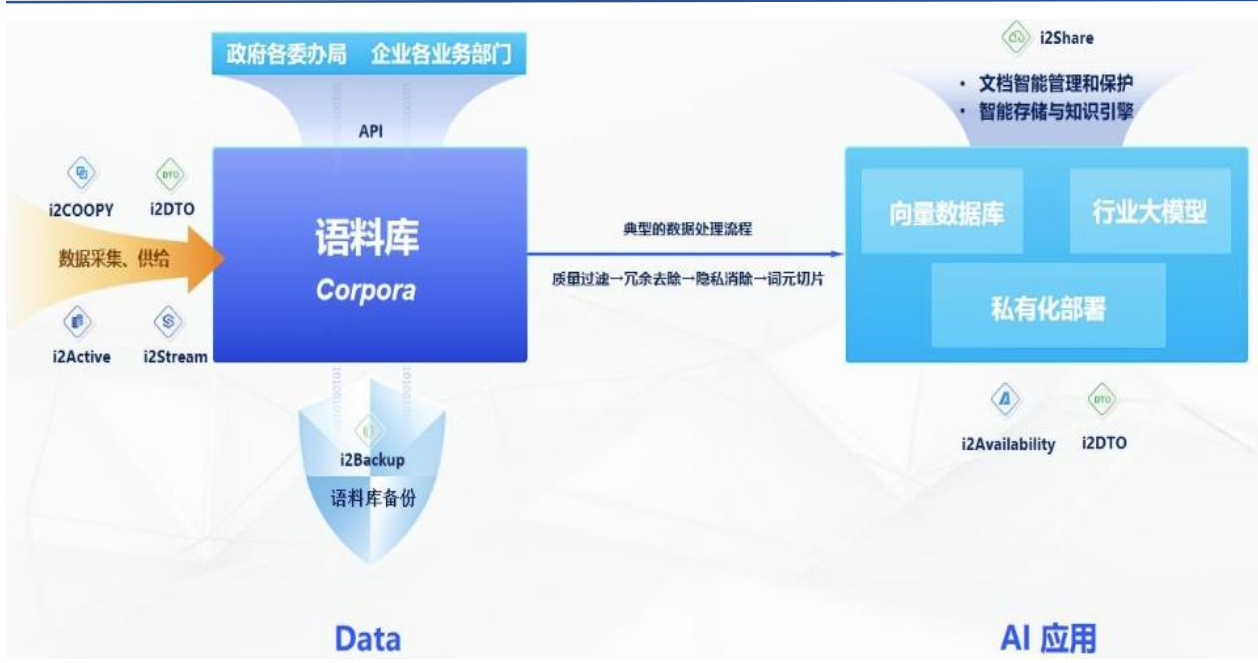 政府各委办局 企业各业务部门
API
i2COOPY
i2DTO
数据采集、供给
i2Active
i2Stream
语料库
Corpora
i2Backup
语料库备份
Data
典型的数据处理流程
质量过滤→冗余去除→隐私消除→词元切片
i2Share
• 文档智能管理和保护
• 智能存储与知识引擎
向量数据库
行业大模型
私有化部署
i2Availability
i2DTO
AI 应用